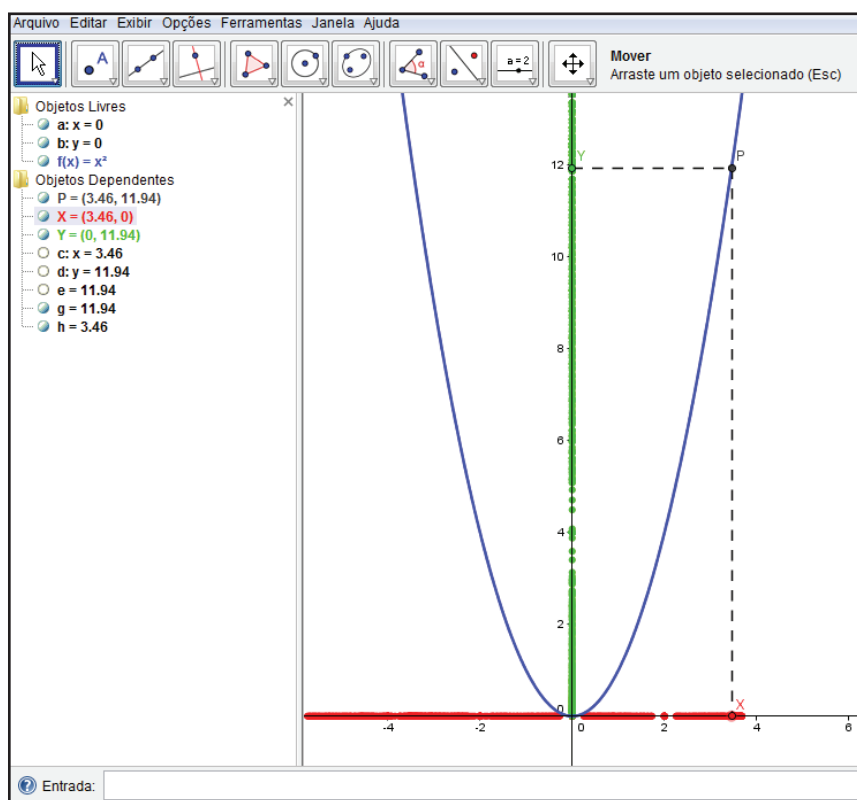 Arquivo Editar Exibir Opções Ferramentas Janela Ajuda
A
α
a = 2
Mover
Arraste um objeto selecionado (Esc)
Objetos Livres
a: x = 0
b: y = 0
f(x) = x²
Objetos Dependentes
P = (3.46, 11.94)
X = (3.46, 0)
Y = (0, 11.94)
c: x = 3.46
d: y = 11.94
e = 11.94
g = 11.94
h = 3.46
Y
P
12
10
8
6
4
2
0
X
-4 -2 0 2 4 6
Entrada: